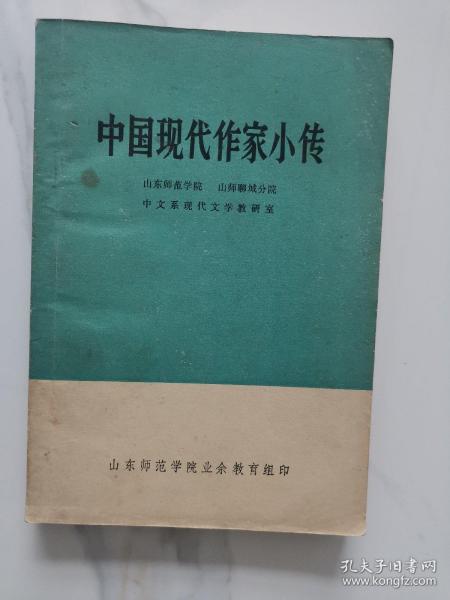 中国现代作家小传
山东师范学院 山师聊城分院
中文系现代文学教研室
山东师范学院业余教育组印
孔夫子旧书网
www.kongfz.com